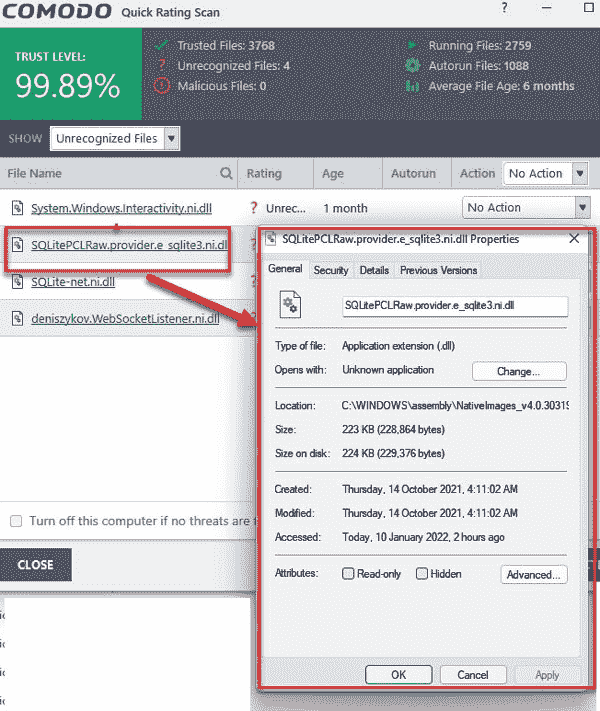 COMODO Quick Rating Scan
TRUST LEVEL:
99.89%
Trusted Files: 3768
Unrecognized Files: 4
Malicious Files: 0
Running Files: 2759
Autorun Files: 1088
Average File Age: 6 months
SHOW Unrecognized Files
File Name Rating Age Autorun Action No Action
System.Windows.Interactivity.ni.dll ? Unrec... 1 month No Action
SQLitePCLRaw.provider.e_sqlite3.ni.dll
SQLite-net.ni.dll
deniszykov.WebSocketListener.ni.dll
Turn off this computer if no threats are
CLOSE
SQLitePCLRaw.provider.e_sqlite3.ni.dll Properties
General Security Details Previous Versions
SQLitePCLRaw.provider.e_sqlite3.ni.dll
Type of file: Application extension (.dll)
Opens with: Unknown application Change...
Location: C:\WINDOWS\assembly\NativeImages_v4.0.30319
Size: 223 KB (228,864 bytes)
Size on disk: 224 KB (229,376 bytes)
Created: Thursday, 14 October 2021, 4:11:02 AM
Modified: Thursday, 14 October 2021, 4:11:02 AM
Accessed: Today, 10 January 2022, 2 hours ago
Attributes: Read-only Hidden Advanced...
OK Cancel Apply